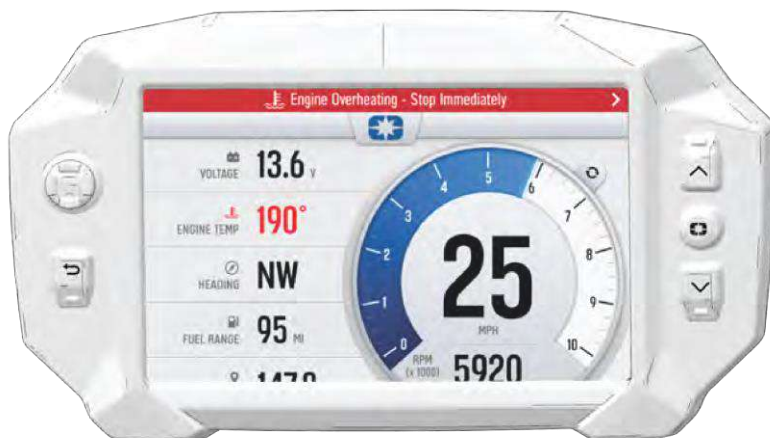 Engine Overheating - Stop Immediately
VOLTAGE 13.6 V
ENGINE TEMP 190°
HEADING NW
FUEL RANGE 95 MI
0
1
2
3
4
5
6
7
8
9
10
25
MPH
RPM
(x 1000)
5920